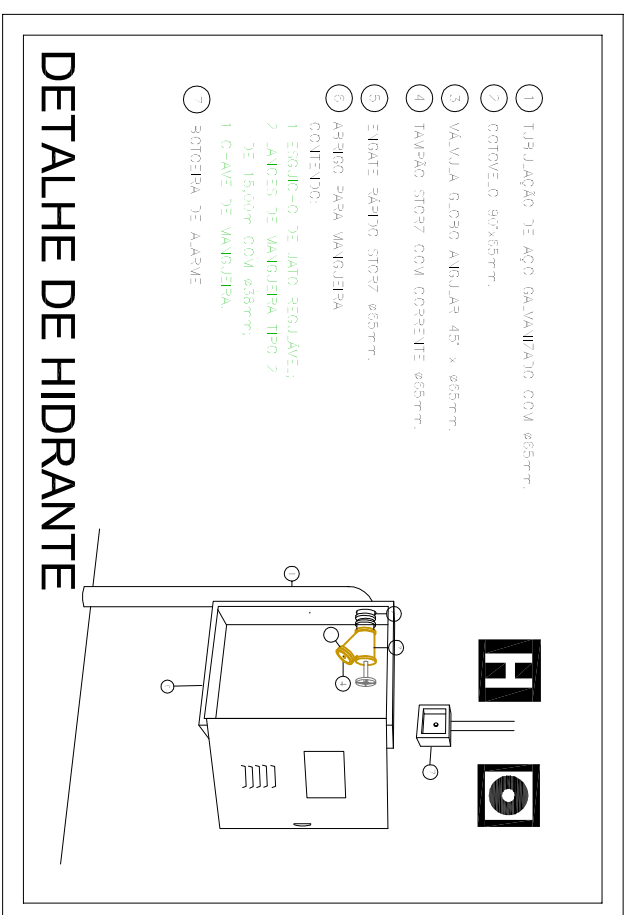 1 TUBULAÇÃO DE AÇO GALVANIZADO COM ø65mm.
2 COTOVELO 90°x65mm.
3 VÁLVULA GLOBO ANGULAR 45° x ø65mm.
4 TAMPÃO STORZ COM CORRENTE ø65mm.
5 ENGATE RÁPIDO STORZ ø65mm.
6 ABRIGO PARA MANGUEIRA
CONTENDO:
1 ESGUICHO DE JATO REGULÁVEL;
2 LANCES DE MANGUEIRA TIPO 2
DE 15,00m COM ø38mm;
1 CHAVE DE MANGUEIRA.
7 BOTOEIRA DE ALARME
H
1
4
DETALHE DE HIDRANTE